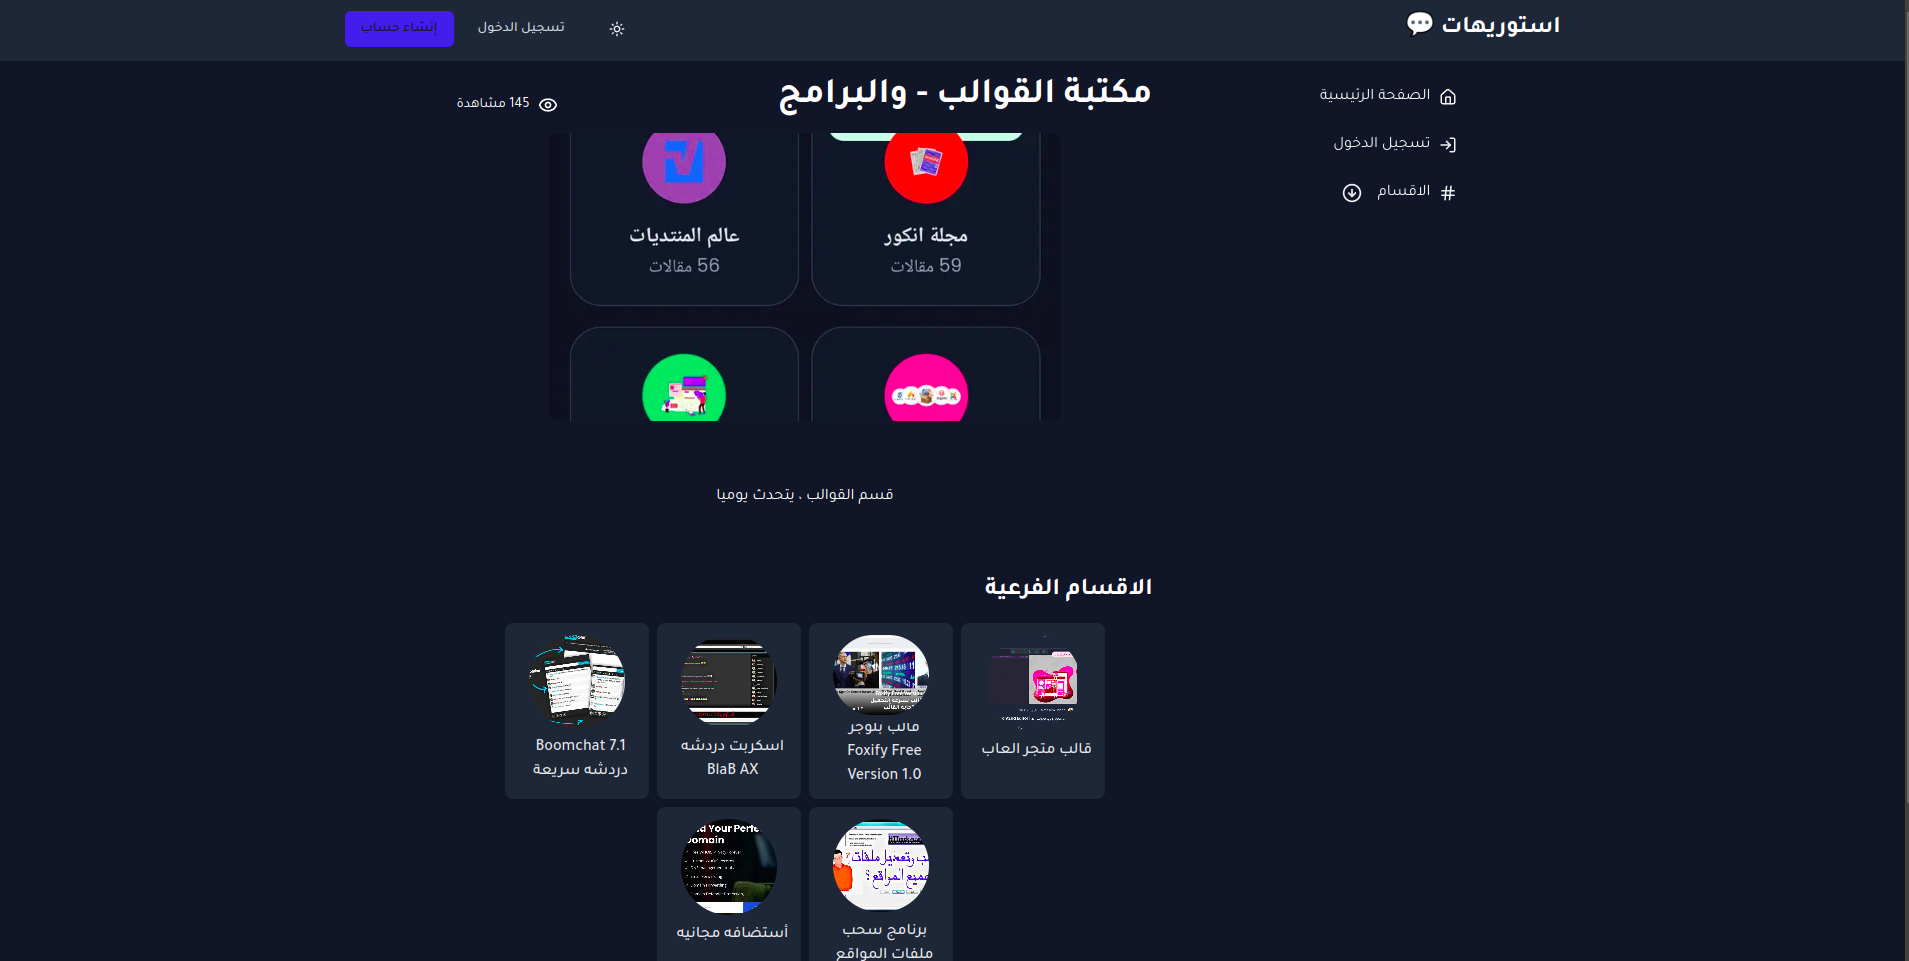 استوريهات 💬
تسجيل الدخول
إنشاء حساب
الصفحة الرئيسية
تسجيل الدخول
الاقسام
مكتبة القوالب - والبرامج
145 مشاهدة
مجلة انكور
59 مقالات
عالم المنتديات
56 مقالات
قسم القوالب ، يتحدث يوميا
الاقسام الفرعية
قالب متجر العاب
قالب بلوجر
Foxify Free
Version 1.0
اسكربت دردشه
BlaB AX
Boomchat 7.1
دردشه سريعة
برنامج سحب
ملفات المواقع
أستضافه مجانيه